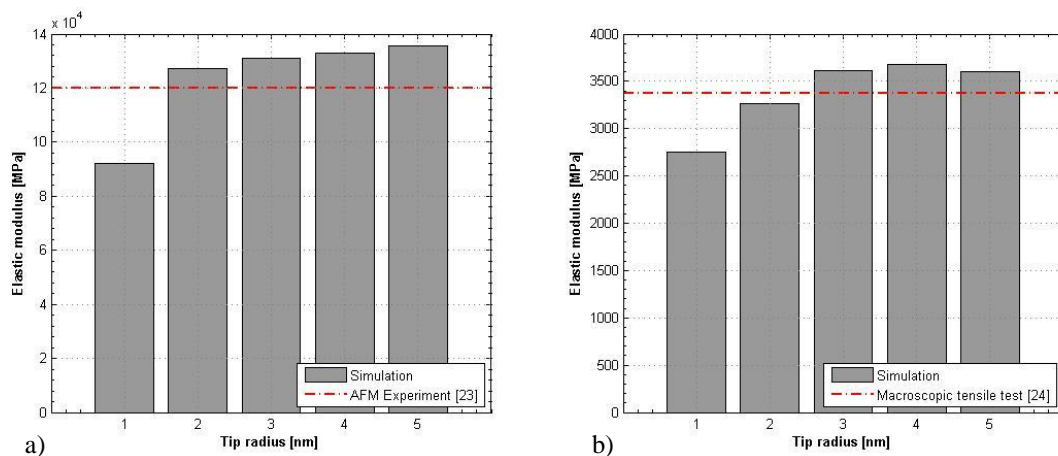 x 10^4
14
12
10
8
6
4
2
0
Elastic modulus [MPa]
1 2 3 4 5
Tip radius [nm]
Simulation
AFM Experiment [23]
a)
4000
3500
3000
2500
2000
1500
1000
500
0
Elastic modulus [MPa]
1 2 3 4 5
Tip radius [nm]
Simulation
Macroscopic tensile test [24]
b)